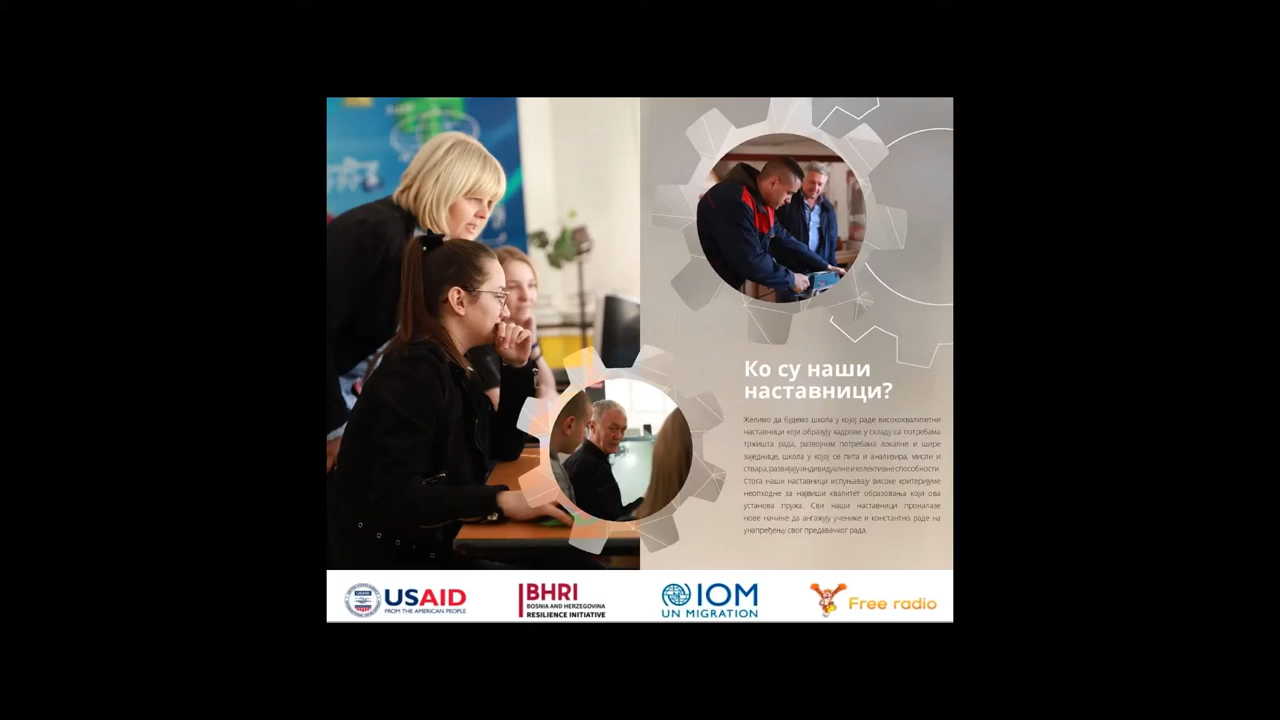 Ко су наши
наставници?
Желимо да будемо школа у којој раде висококвалитетни
наставници који образују кадрове у складу са потребама
тржишта рада, развојним потребама локалне и шире
заједнице, школа у којој се пита и анализира, мисли и
ствара, развијају индивидуалне и колективне способности.
Стога наши наставници испуњавају високе критеријуме
неопходне за највиши квалитет образовања који ова
установа пружа. Сви наши наставници проналазе
нове начине да ангажују ученике и константно раде на
унапређењу свог предавачког рада.
USAID
FROM THE AMERICAN PEOPLE
BHRI
BOSNIA AND HERZEGOVINA
RESILIENCE INITIATIVE
IOM
UN MIGRATION
Free radio